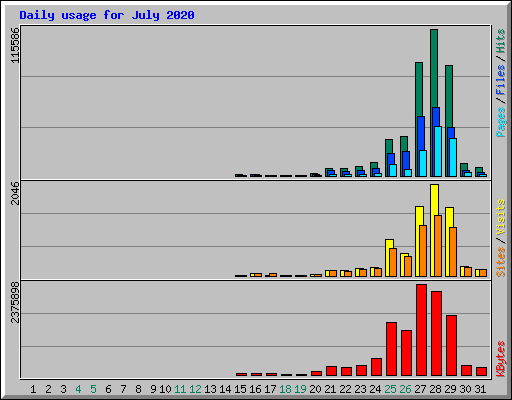 Daily usage for July 2020
115586
Pages / Files / Hits
2046
Sites / Visits
2375898
KBytes
1 2 3 4 5 6 7 8 9 10 11 12 13 14 15 16 17 18 19 20 21 22 23 24 25 26 27 28 29 30 31